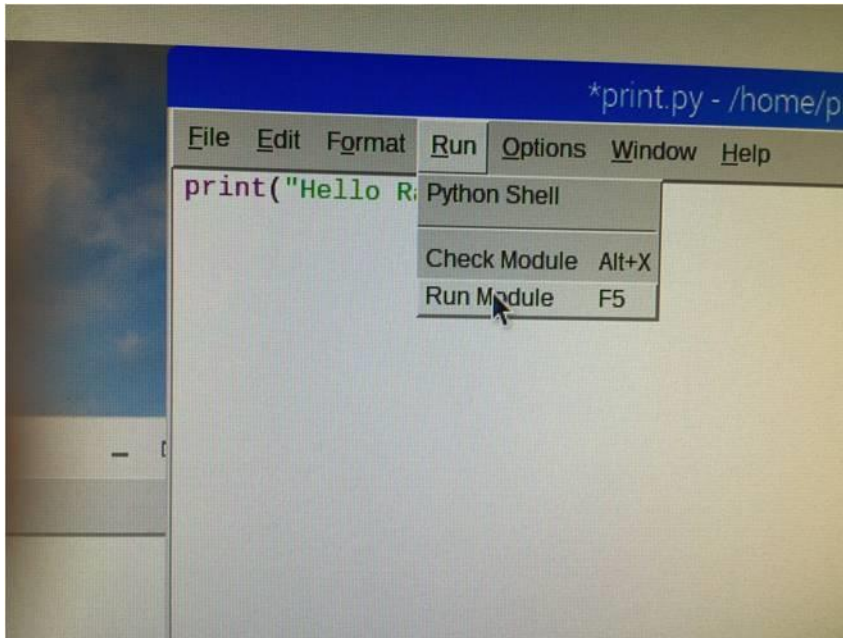 *print.py - /home/p
File Edit Format Run Options Window Help
print("Hello
Python Shell
Check Module Alt+X
Run Module F5